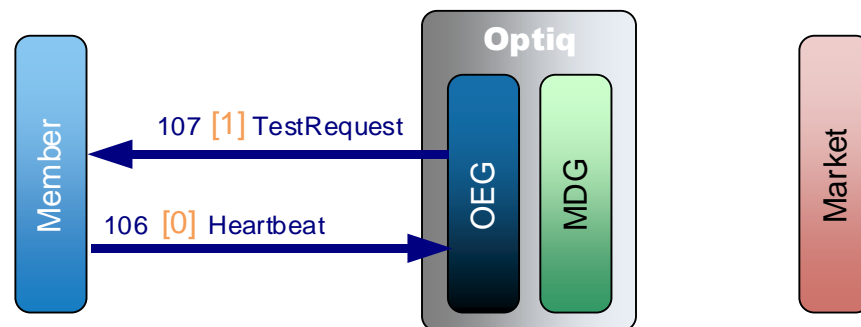 Optiq
Member
107 [1] TestRequest
106 [0] Heartbeat
OEG
MDG
Market